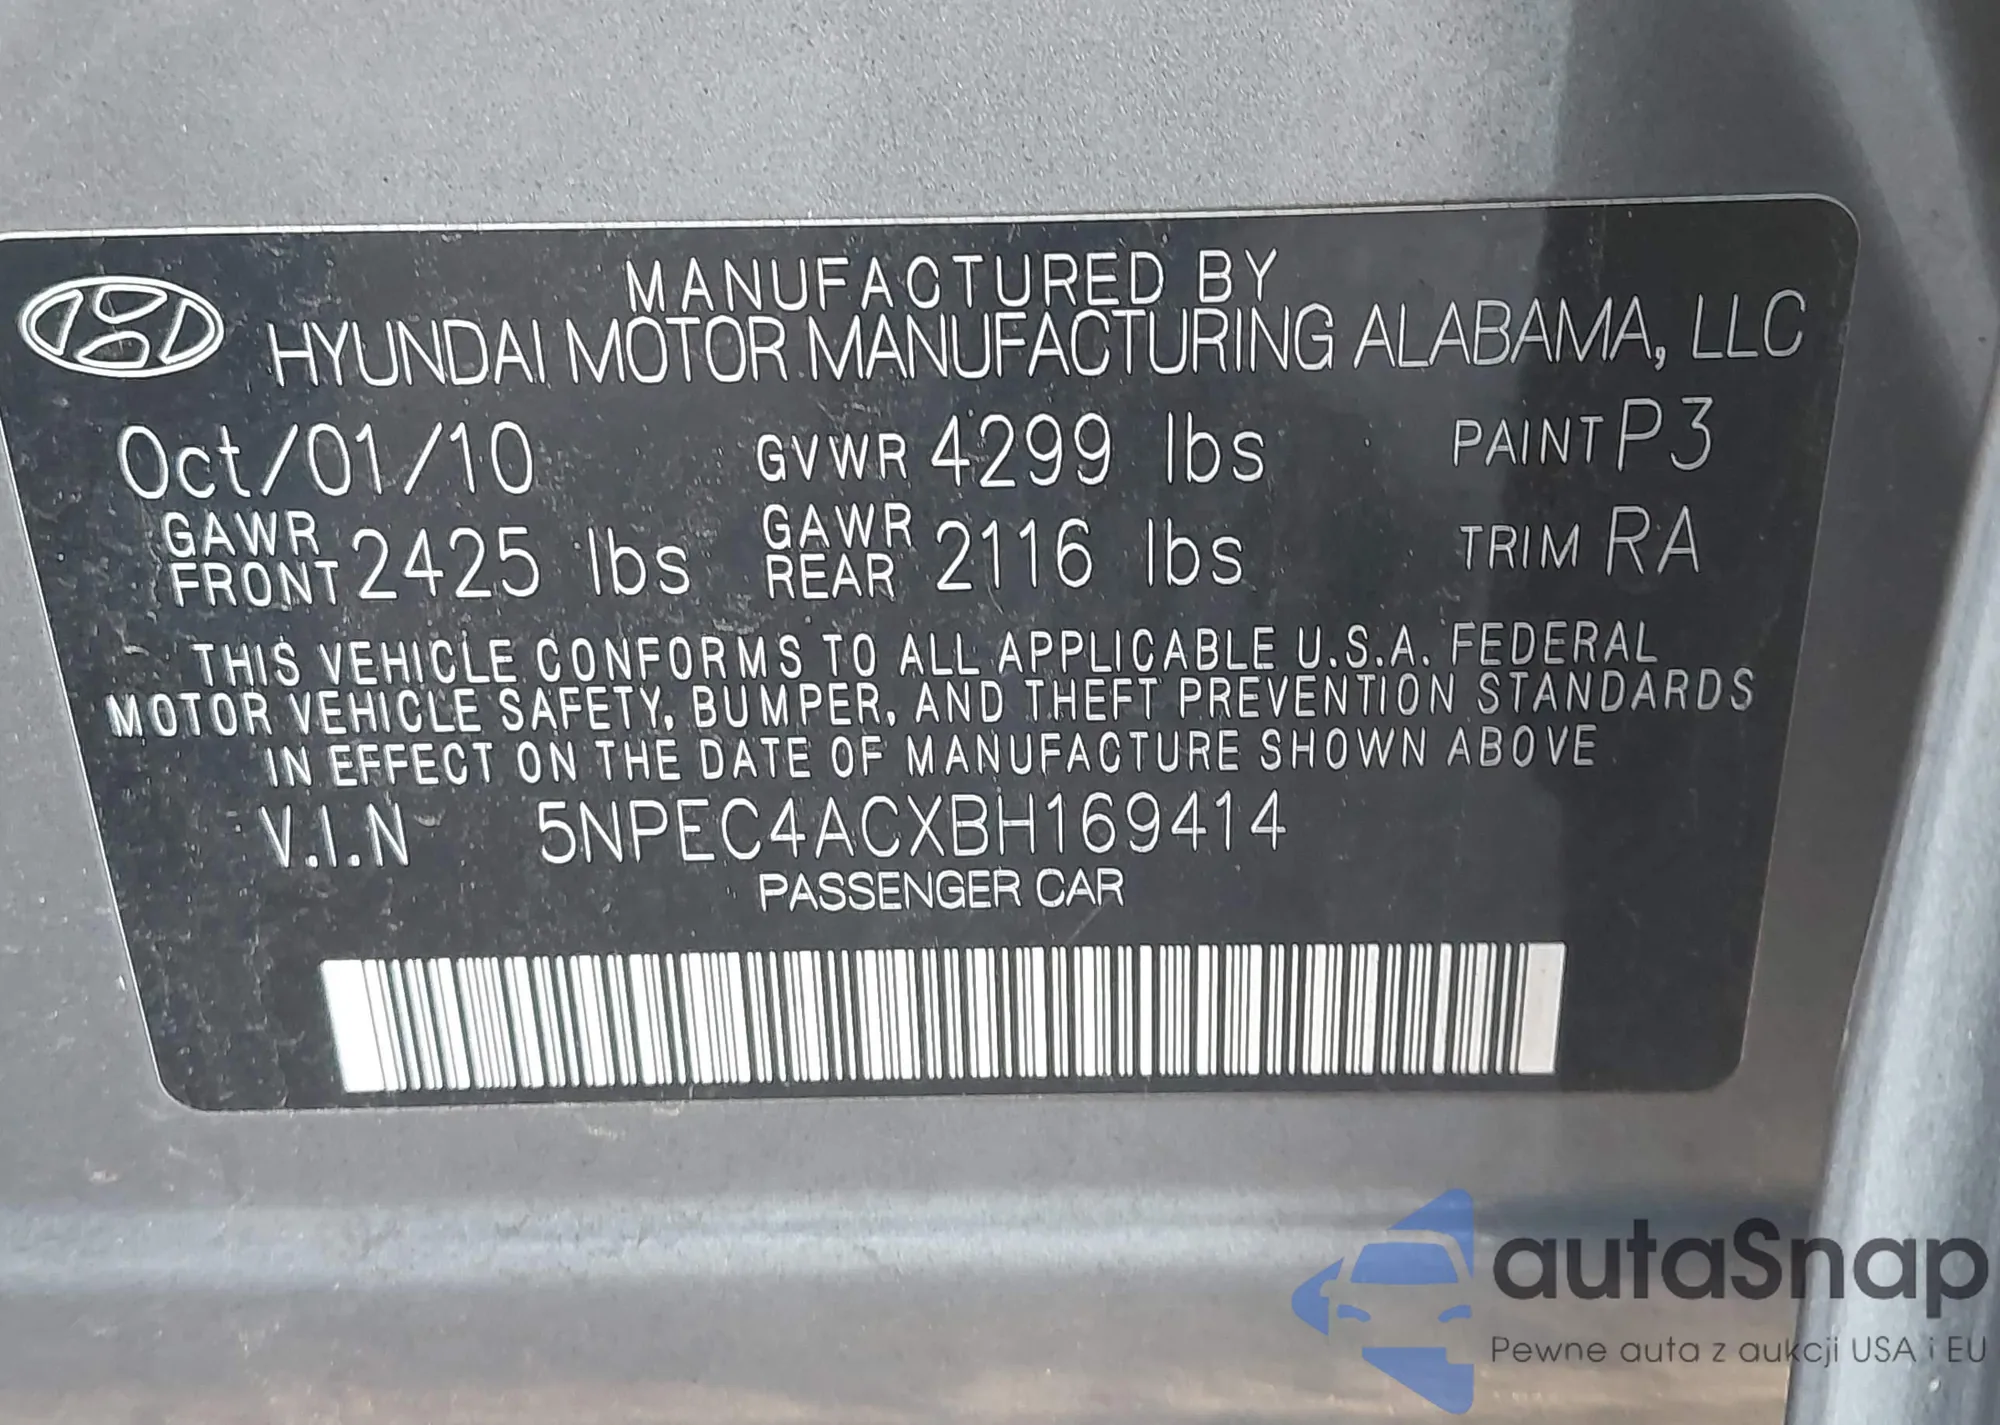 MANUFACTURED BY
HYUNDAI MOTOR MANUFACTURING ALABAMA, LLC
Oct/01/10 GVWR 4299 lbs PAINT P3
GAWR FRONT 2425 lbs GAWR REAR 2116 lbs TRIM RA
THIS VEHICLE CONFORMS TO ALL APPLICABLE U.S.A. FEDERAL
MOTOR VEHICLE SAFETY, BUMPER, AND THEFT PREVENTION STANDARDS
IN EFFECT ON THE DATE OF MANUFACTURE SHOWN ABOVE
V.I.N 5NPEC4ACXBH169414
PASSENGER CAR
autaSnap
Pewne auta z aukcji USA i EU